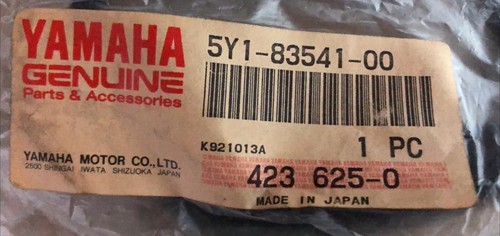 YAMAHA
GENUINE
Parts & Accessories
YAMAHA MOTOR CO.,LTD.
2500 SHINGAI IWATA SHIZUOKA JAPAN
5Y1-83541-00
K921013A
1 PC
423 625-0
MADE IN JAPAN